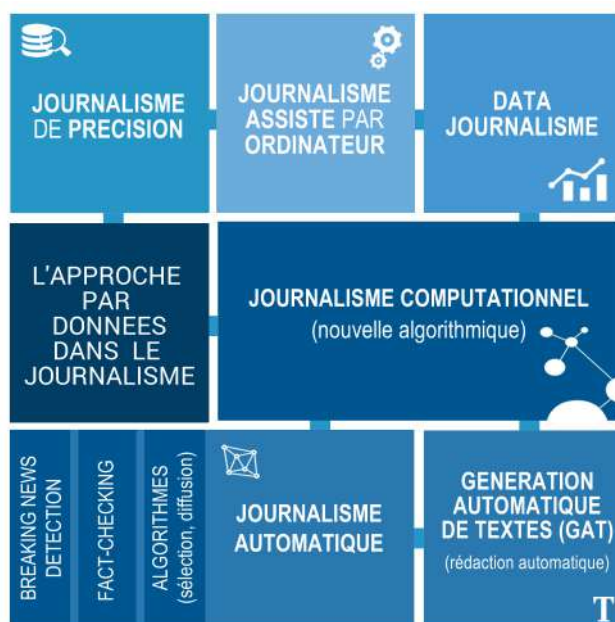 JOURNALISME
DE PRECISION
JOURNALISME
ASSISTE PAR
ORDINATEUR
DATA
JOURNALISME
L'APPROCHE
PAR
DONNEES
DANS LE
JOURNALISME
JOURNALISME COMPUTATIONNEL
(nouvelle algorithmique)
BREAKING NEWS
DETECTION
FACT-CHECKING
ALGORITHMES
(sélection, diffusion)
JOURNALISME
AUTOMATIQUE
GENERATION
AUTOMATIQUE
DE TEXTES (GAT)
(rédaction automatique)
T